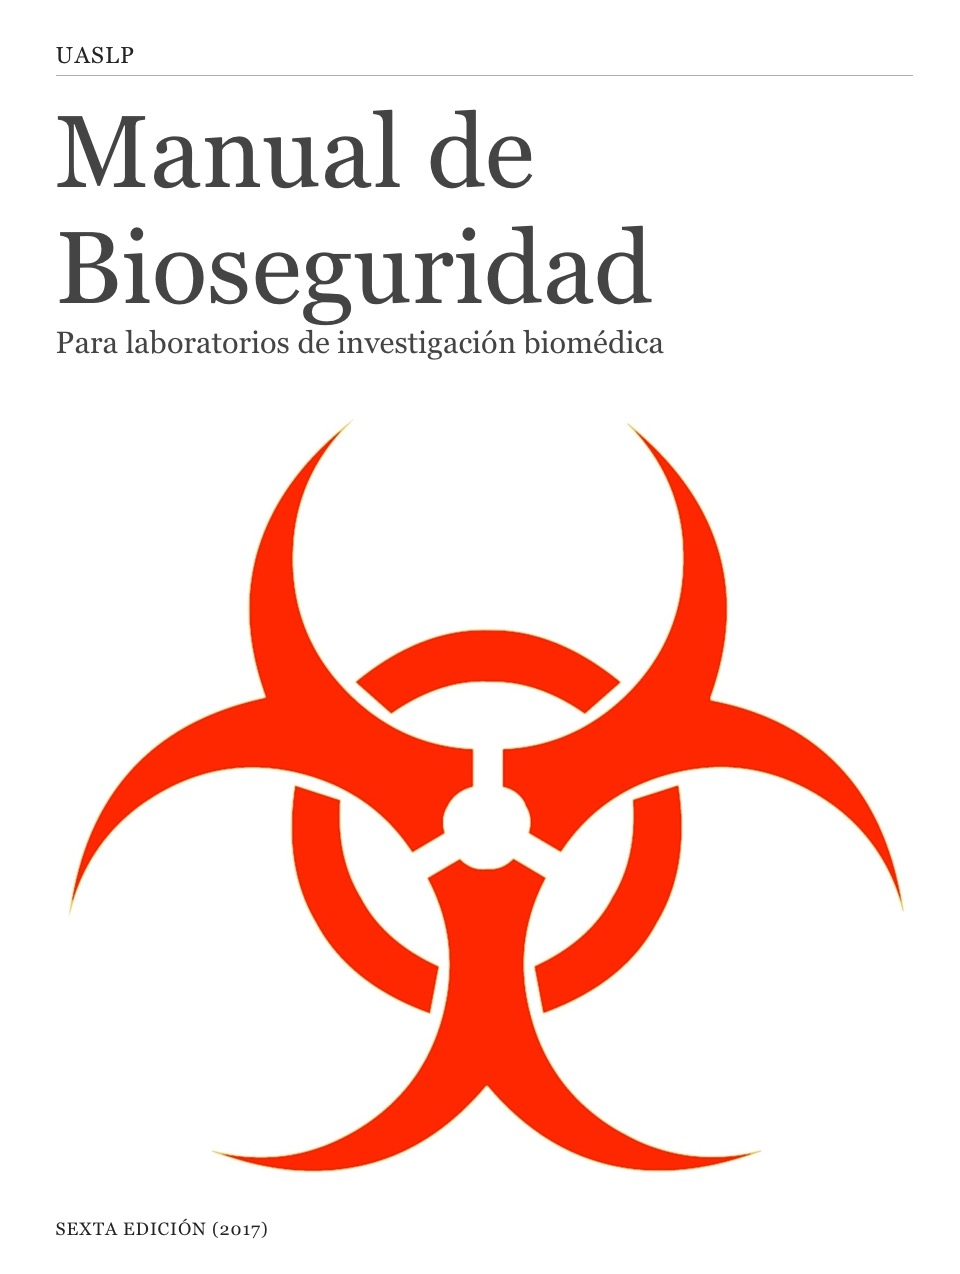 UASLP
Manual de
Bioseguridad
Para laboratorios de investigación biomédica
SEXTA EDICIÓN (2017)